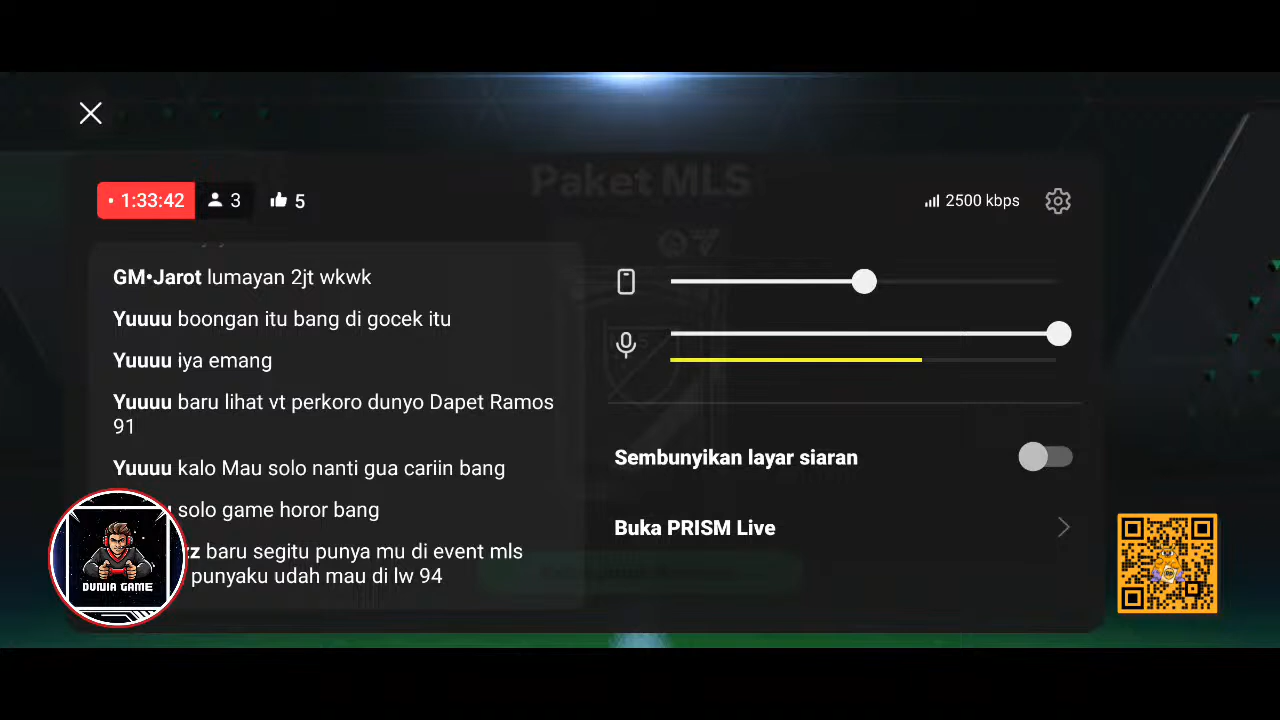 Paket MLS
1:33:42
3
5
2500 kbps
GM•Jarot lumayan 2jt wkwk
Yuuuu boongan itu bang di gocek itu
Yuuuu iya emang
Yuuuu baru lihat vt perkoro dunyo Dapet Ramos
91
Yuuuu kalo Mau solo nanti gua cariin bang
solo game horor bang
baru segitu punya mu di event mls
punyaku udah mau di lw 94
Sembunyikan layar siaran
Buka PRISM Live
DUNIA GAME